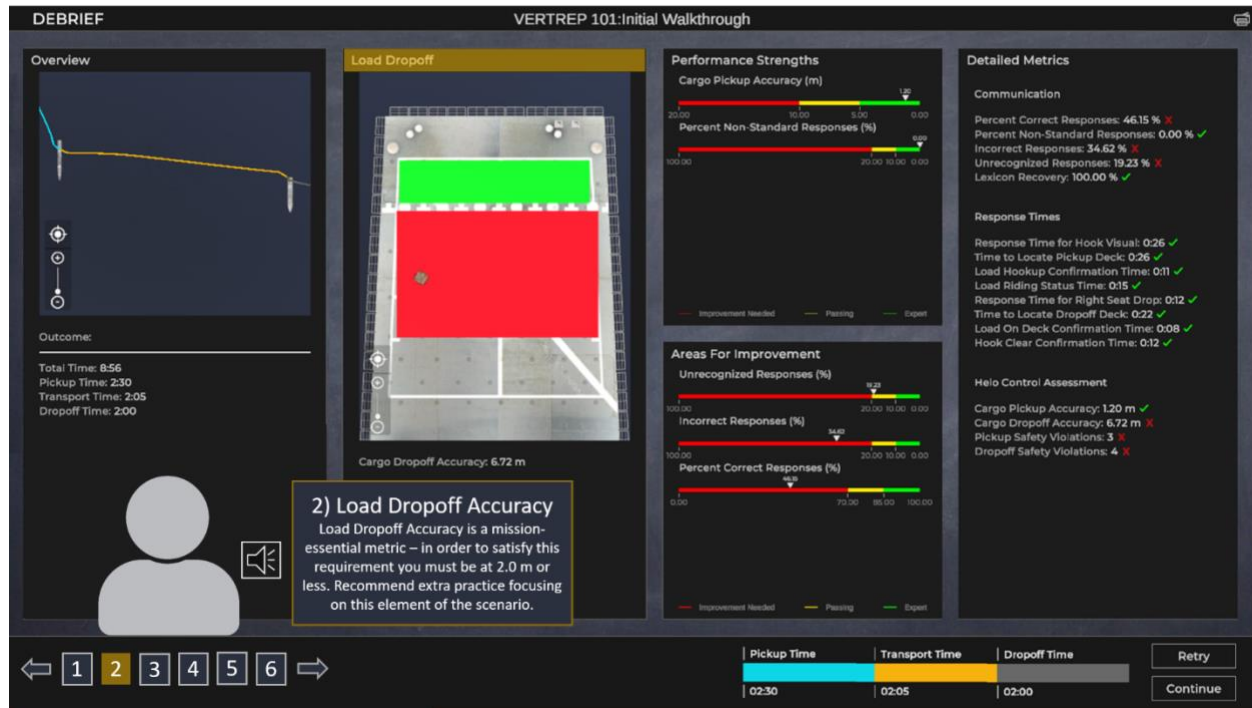 DEBRIEF
VERTREP 101:Initial Walkthrough
Overview
Outcome:
Total Time: 8:56
Pickup Time: 2:30
Transport Time: 2:05
Dropoff Time: 2:00
Load Dropoff
Cargo Dropoff Accuracy: 6.72 m
2) Load Dropoff Accuracy
Load Dropoff Accuracy is a mission-
essential metric – in order to satisfy this
requirement you must be at 2.0 m or
less. Recommend extra practice focusing
on this element of the scenario.
Performance Strengths
Cargo Pickup Accuracy (m)
1.20
20.00 10.00 5.00 0.00
Percent Non-Standard Responses (%)
0.00
100.00 20.00 10.00 0.00
Improvement Needed Passing Expert
Areas For Improvement
Unrecognized Responses (%)
19.23
100.00 20.00 10.00 0.00
Incorrect Responses (%)
34.62
100.00 20.00 10.00 0.00
Percent Correct Responses (%)
46.15
0.00 70.00 85.00 100.00
Improvement Needed Passing Expert
Detailed Metrics
Communication
Percent Correct Responses: 46.15 % X
Percent Non-Standard Responses: 0.00 % ✓
Incorrect Responses: 34.62 % X
Unrecognized Responses: 19.23 % X
Lexicon Recovery: 100.00 % ✓
Response Times
Response Time for Hook Visual: 0:26 ✓
Time to Locate Pickup Deck: 0:26 ✓
Load Hookup Confirmation Time: 0:11 ✓
Load Riding Status Time: 0:15 ✓
Response Time for Right Seat Drop: 0:12 ✓
Time to Locate Dropoff Deck: 0:22 ✓
Load On Deck Confirmation Time: 0:08 ✓
Hook Clear Confirmation Time: 0:12 ✓
Helo Control Assessment
Cargo Pickup Accuracy: 1.20 m ✓
Cargo Dropoff Accuracy: 6.72 m X
Pickup Safety Violations: 3 X
Dropoff Safety Violations: 4 X
1 2 3 4 5 6
Pickup Time Transport Time Dropoff Time
02:30 02:05 02:00
Retry
Continue